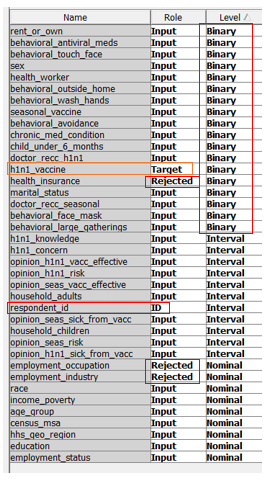 Name Role Level
rent_or_own Input Binary
behavioral_antiviral_meds Input Binary
behavioral_touch_face Input Binary
sex Input Binary
health_worker Input Binary
behavioral_outside_home Input Binary
behavioral_wash_hands Input Binary
seasonal_vaccine Input Binary
behavioral_avoidance Input Binary
chronic_med_condition Input Binary
child_under_6_months Input Binary
doctor_recc_h1n1 Input Binary
h1n1_vaccine Target Binary
health_insurance Rejected Binary
marital_status Input Binary
doctor_recc_seasonal Input Binary
behavioral_face_mask Input Binary
behavioral_large_gatherings Input Binary
h1n1_knowledge Input Interval
h1n1_concern Input Interval
opinion_h1n1_vacc_effective Input Interval
opinion_h1n1_risk Input Interval
opinion_seas_vacc_effective Input Interval
household_adults Input Interval
respondent_id ID Interval
opinion_seas_sick_from_vacc Input Interval
household_children Input Interval
opinion_seas_risk Input Interval
opinion_h1n1_sick_from_vacc Input Interval
employment_occupation Rejected Nominal
employment_industry Rejected Nominal
race Input Nominal
income_poverty Input Nominal
age_group Input Nominal
census_msa Input Nominal
hhs_geo_region Input Nominal
education Input Nominal
employment_status Input Nominal